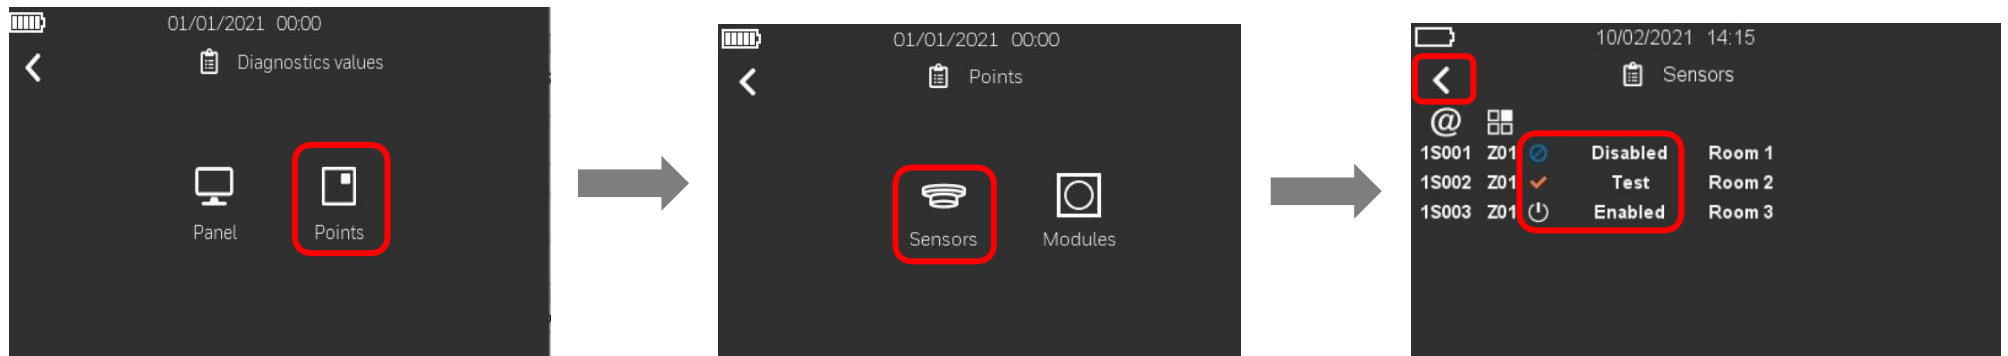 01/01/2021 00:00
Diagnostics values
Panel
Points
01/01/2021 00:00
Points
Sensors
Modules
10/02/2021 14:15
Sensors
@
1S001 Z01 Disabled Room 1
1S002 Z01 Test Room 2
1S003 Z01 Enabled Room 3